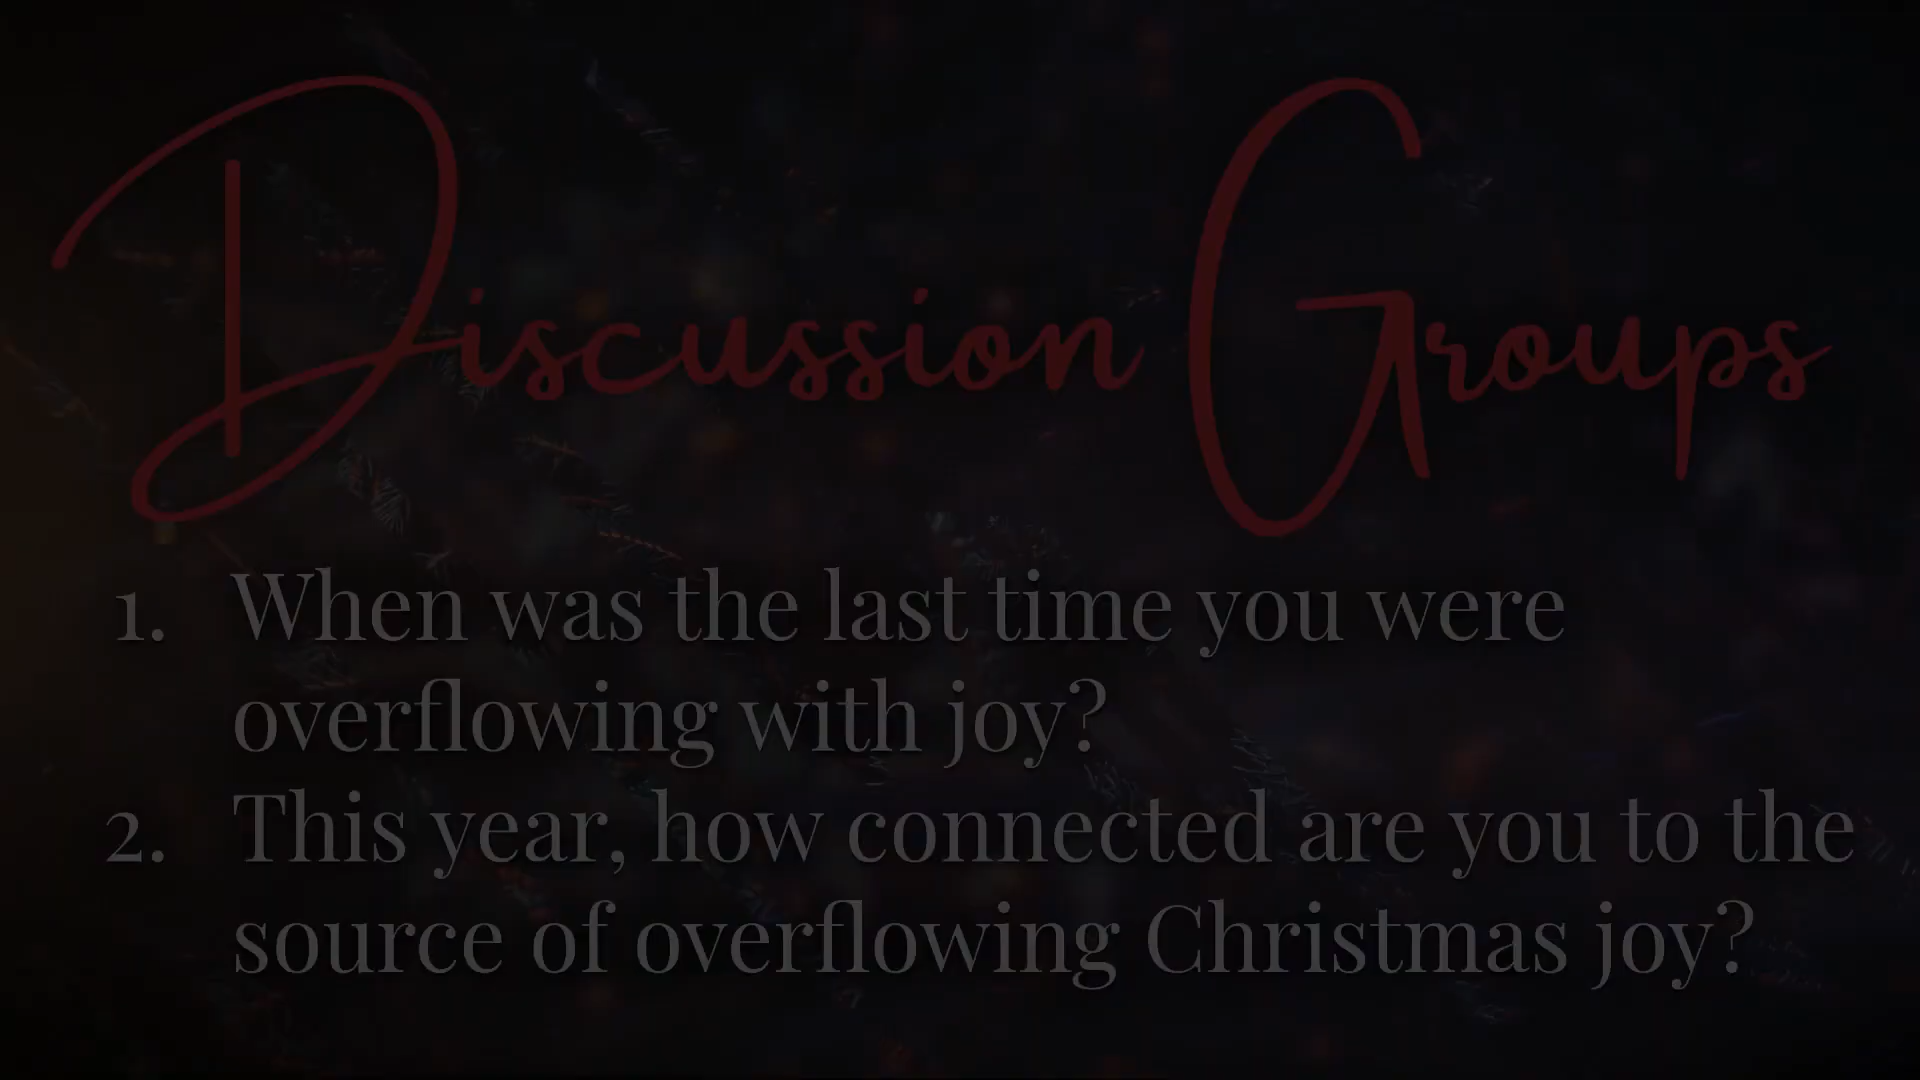 Discussion Groups
1. When was the last time you were
overflowing with joy?
2. This year, how connected are you to the
source of overflowing Christmas joy?